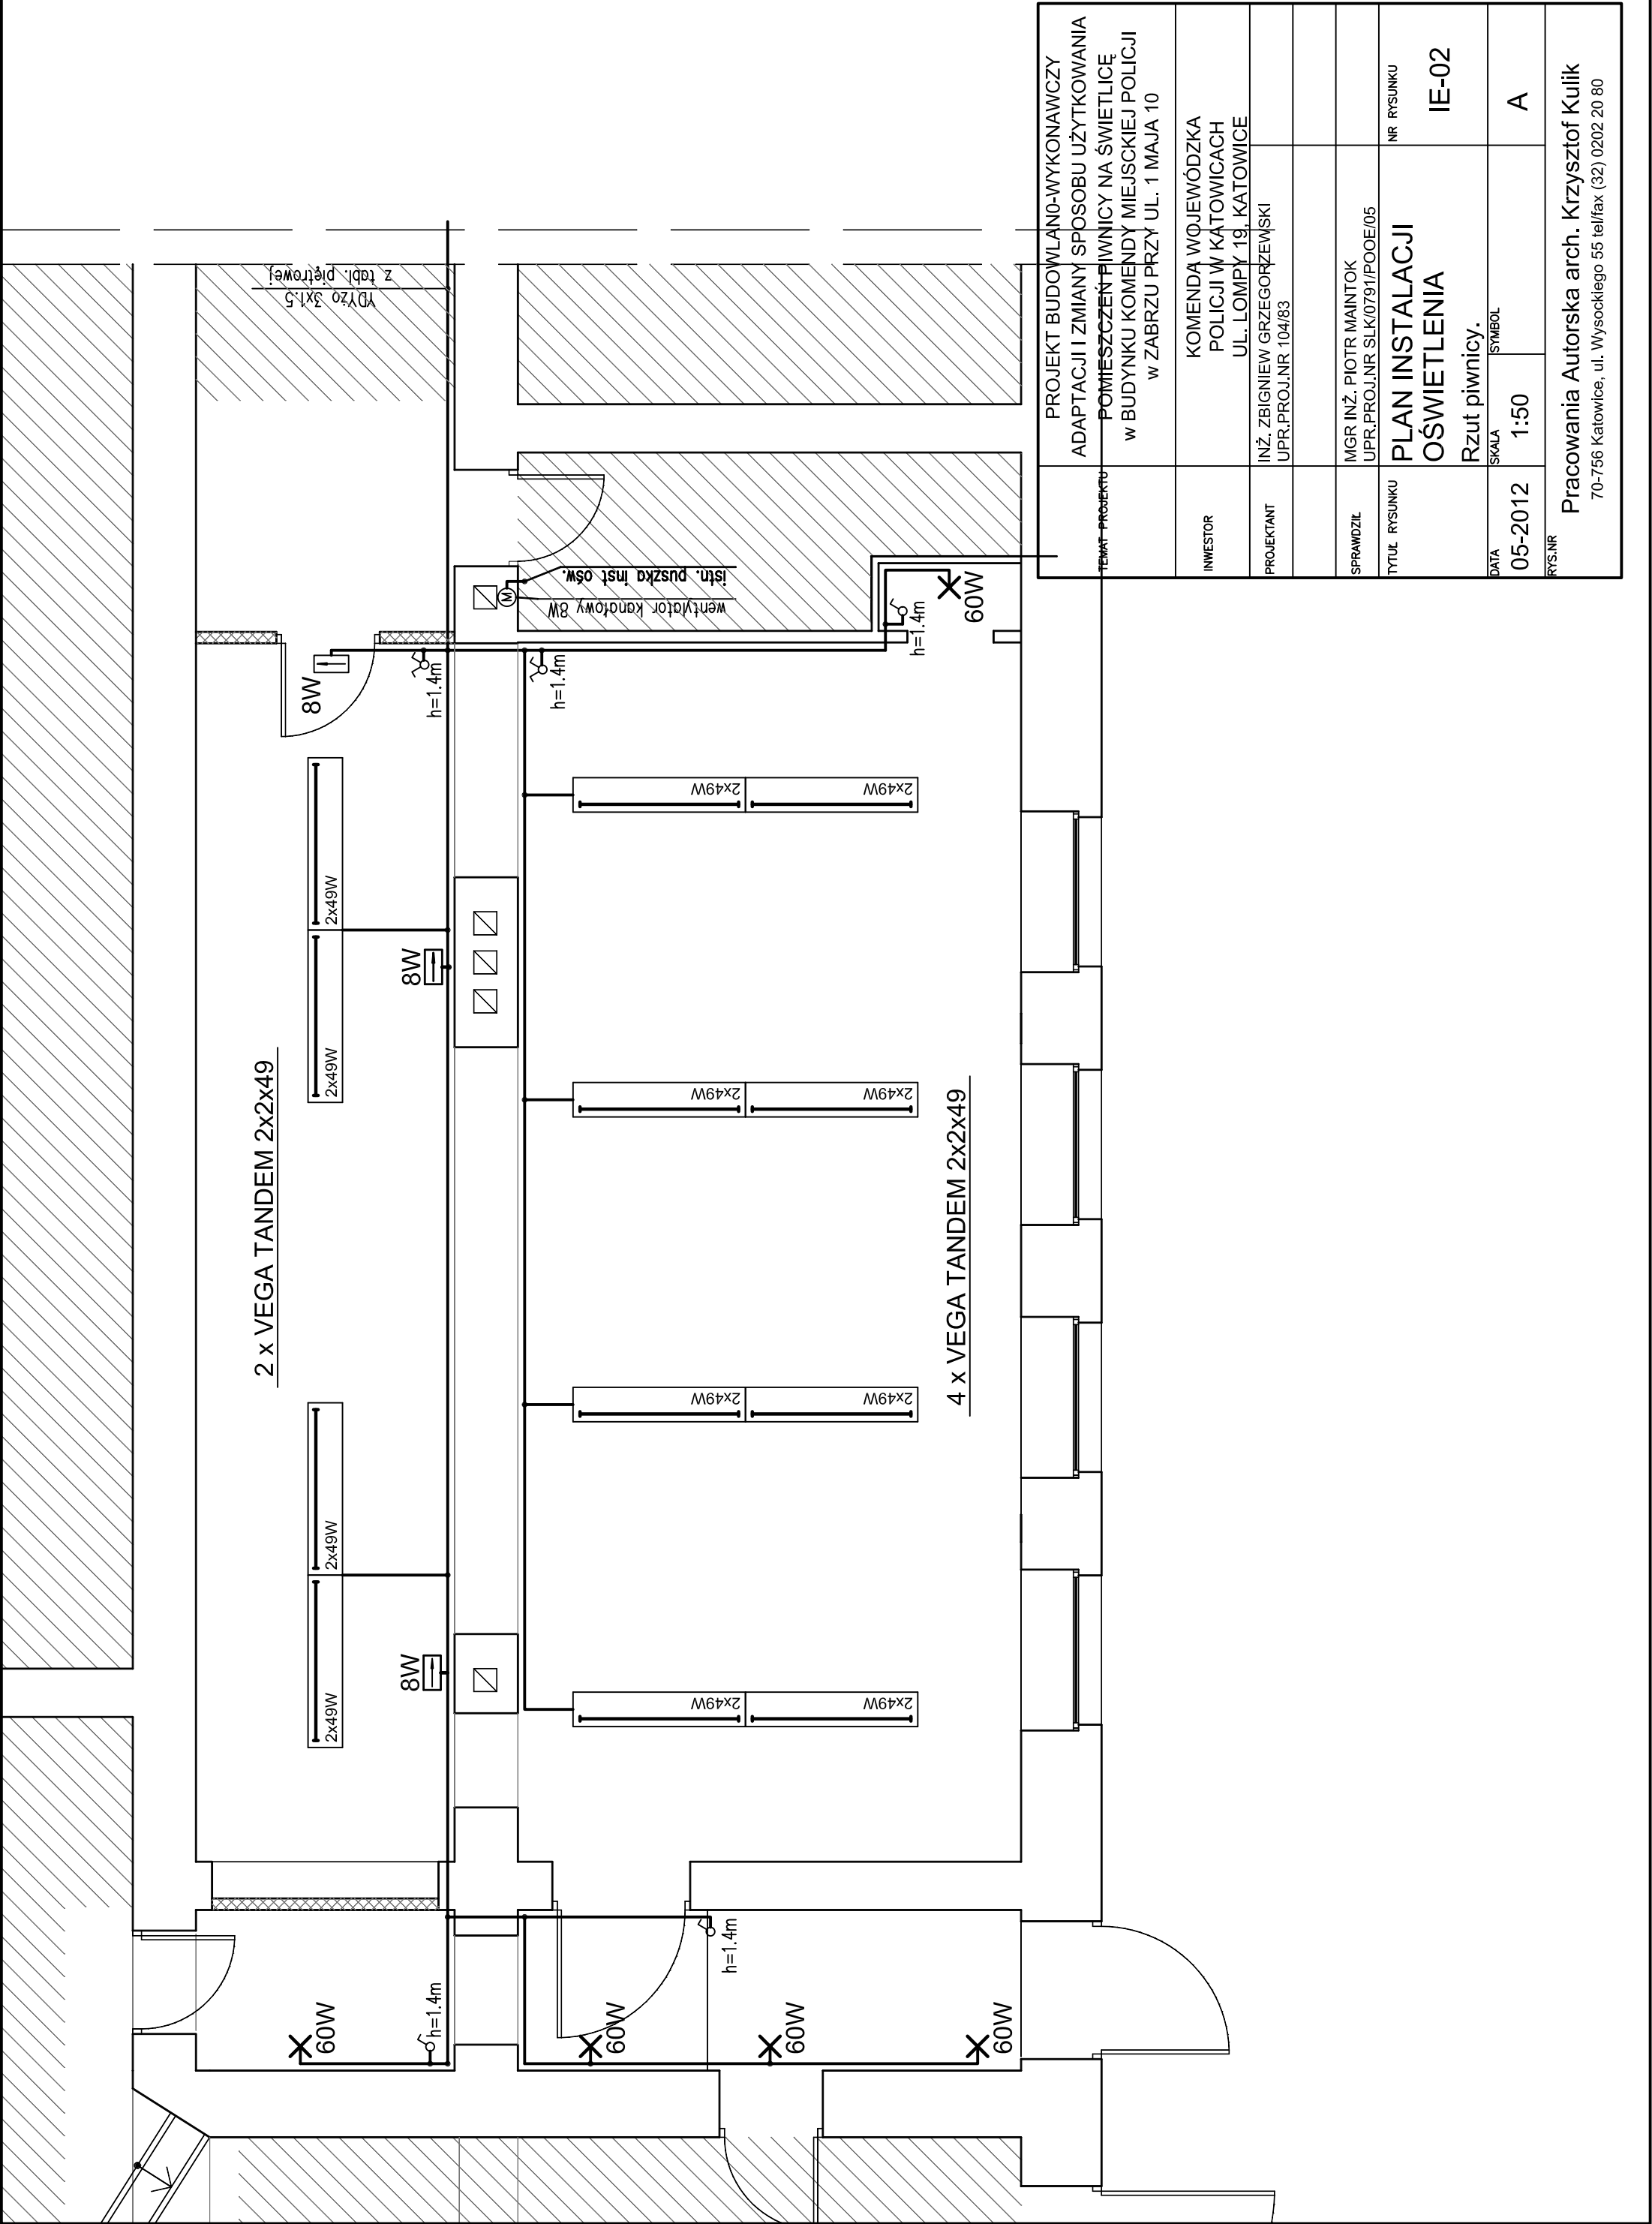 z tabl. piętrowej
YDYżo 3x1.5
istn. puszka inst ośw.
wentylator kanałowy 8W
M
8W
h=1.4m
h=1.4m
h=1.4m
60W
2x49W
2x49W
2x49W
2x49W
8W
2 x VEGA TANDEM 2x2x49
2x49W
2x49W
4 x VEGA TANDEM 2x2x49
2x49W
2x49W
2x49W
2x49W
8W
2x49W
2x49W
h=1.4m
h=1.4m
60W
60W
60W
60W
TEMAT PROJEKTU
PROJEKT BUDOWLAN0-WYKONAWCZY
ADAPTACJI I ZMIANY SPOSOBU UŻYTKOWANIA
POMIESZCZEŃ PIWNICY NA ŚWIETLICĘ
w BUDYNKU KOMENDY MIEJSCKIEJ POLICJI
w ZABRZU PRZY UL. 1 MAJA 10
INWESTOR
KOMENDA WOJEWÓDZKA
POLICJI W KATOWICACH
UL. LOMPY 19, KATOWICE
PROJEKTANT
INŻ. ZBIGNIEW GRZEGORZEWSKI
UPR.PROJ.NR 104/83
SPRAWDZIŁ
MGR INŻ. PIOTR MAINTOK
UPR.PROJ.NR SLK/0791/POOE/05
TYTUŁ RYSUNKU
PLAN INSTALACJI
OŚWIETLENIA
Rzut piwnicy.
NR RYSUNKU
IE-02
DATA
05-2012
SKALA
1:50
SYMBOL
A
RYS.NR
Pracowania Autorska arch. Krzysztof Kulik
70-756 Katowice, ul. Wysockiego 55 tel/fax (32) 0202 20 80